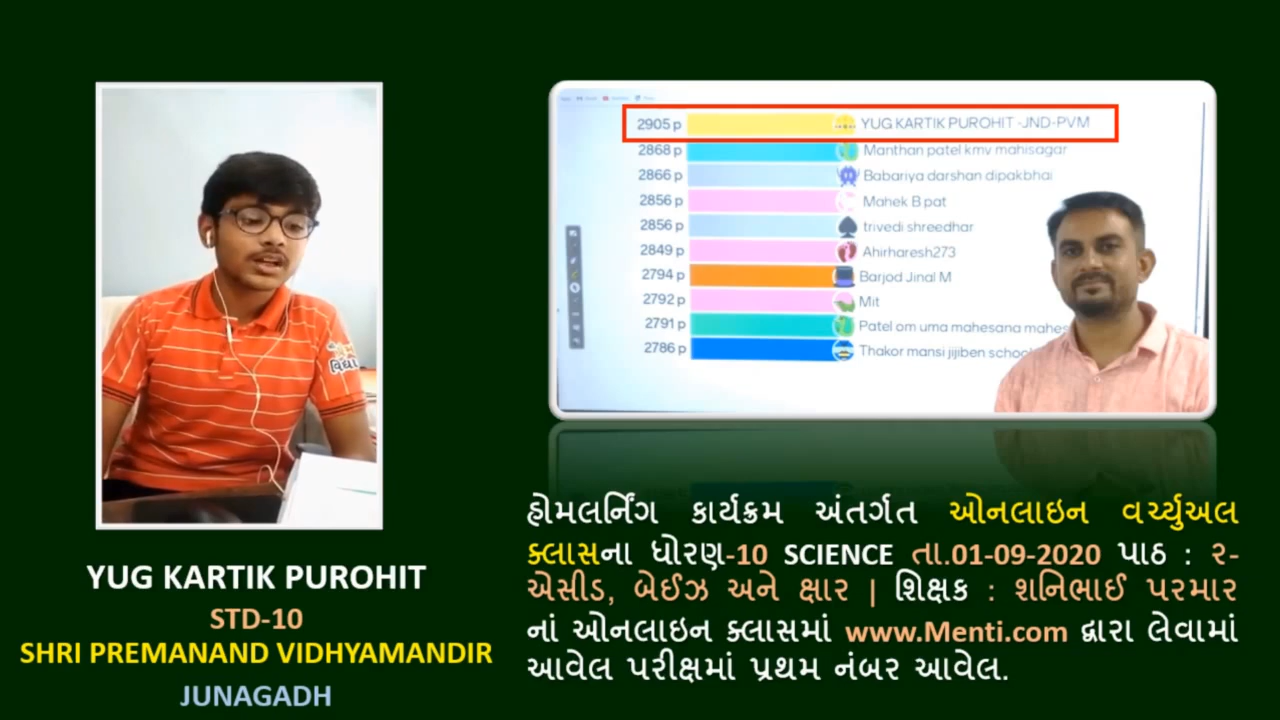 2905 p YUG KARTIK PUROHIT -JND-PVM
2868 p Manthan patel kmv mahisagar
2866 p Babariya darshan dipakbhai
2856 p Mahek B pat
2856 p trivedi shreedhar
2849 p Ahirharesh273
2794 p Barjod Jinal M
2792 p Mit
2791 p Patel om uma mahesana mahes
2786 p Thakor mansi jijiben school
YUG KARTIK PUROHIT
STD-10
SHRI PREMANAND VIDHYAMANDIR
JUNAGADH
હોમલર્નિંગ કાર્યક્રમ અંતર્ગત ઓનલાઇન વર્ચ્યુઅલ
ક્લાસના ધોરણ-10 SCIENCE તા.01-09-2020 પાઠ : ૨-
એસીડ, બેઈઝ અને ક્ષાર | શિક્ષક : શનિભાઈ પરમાર
નાં ઓનલાઇન ક્લાસમાં www.Menti.com દ્વારા લેવામાં
આવેલ પરીક્ષમાં પ્રથમ નંબર આવેલ.